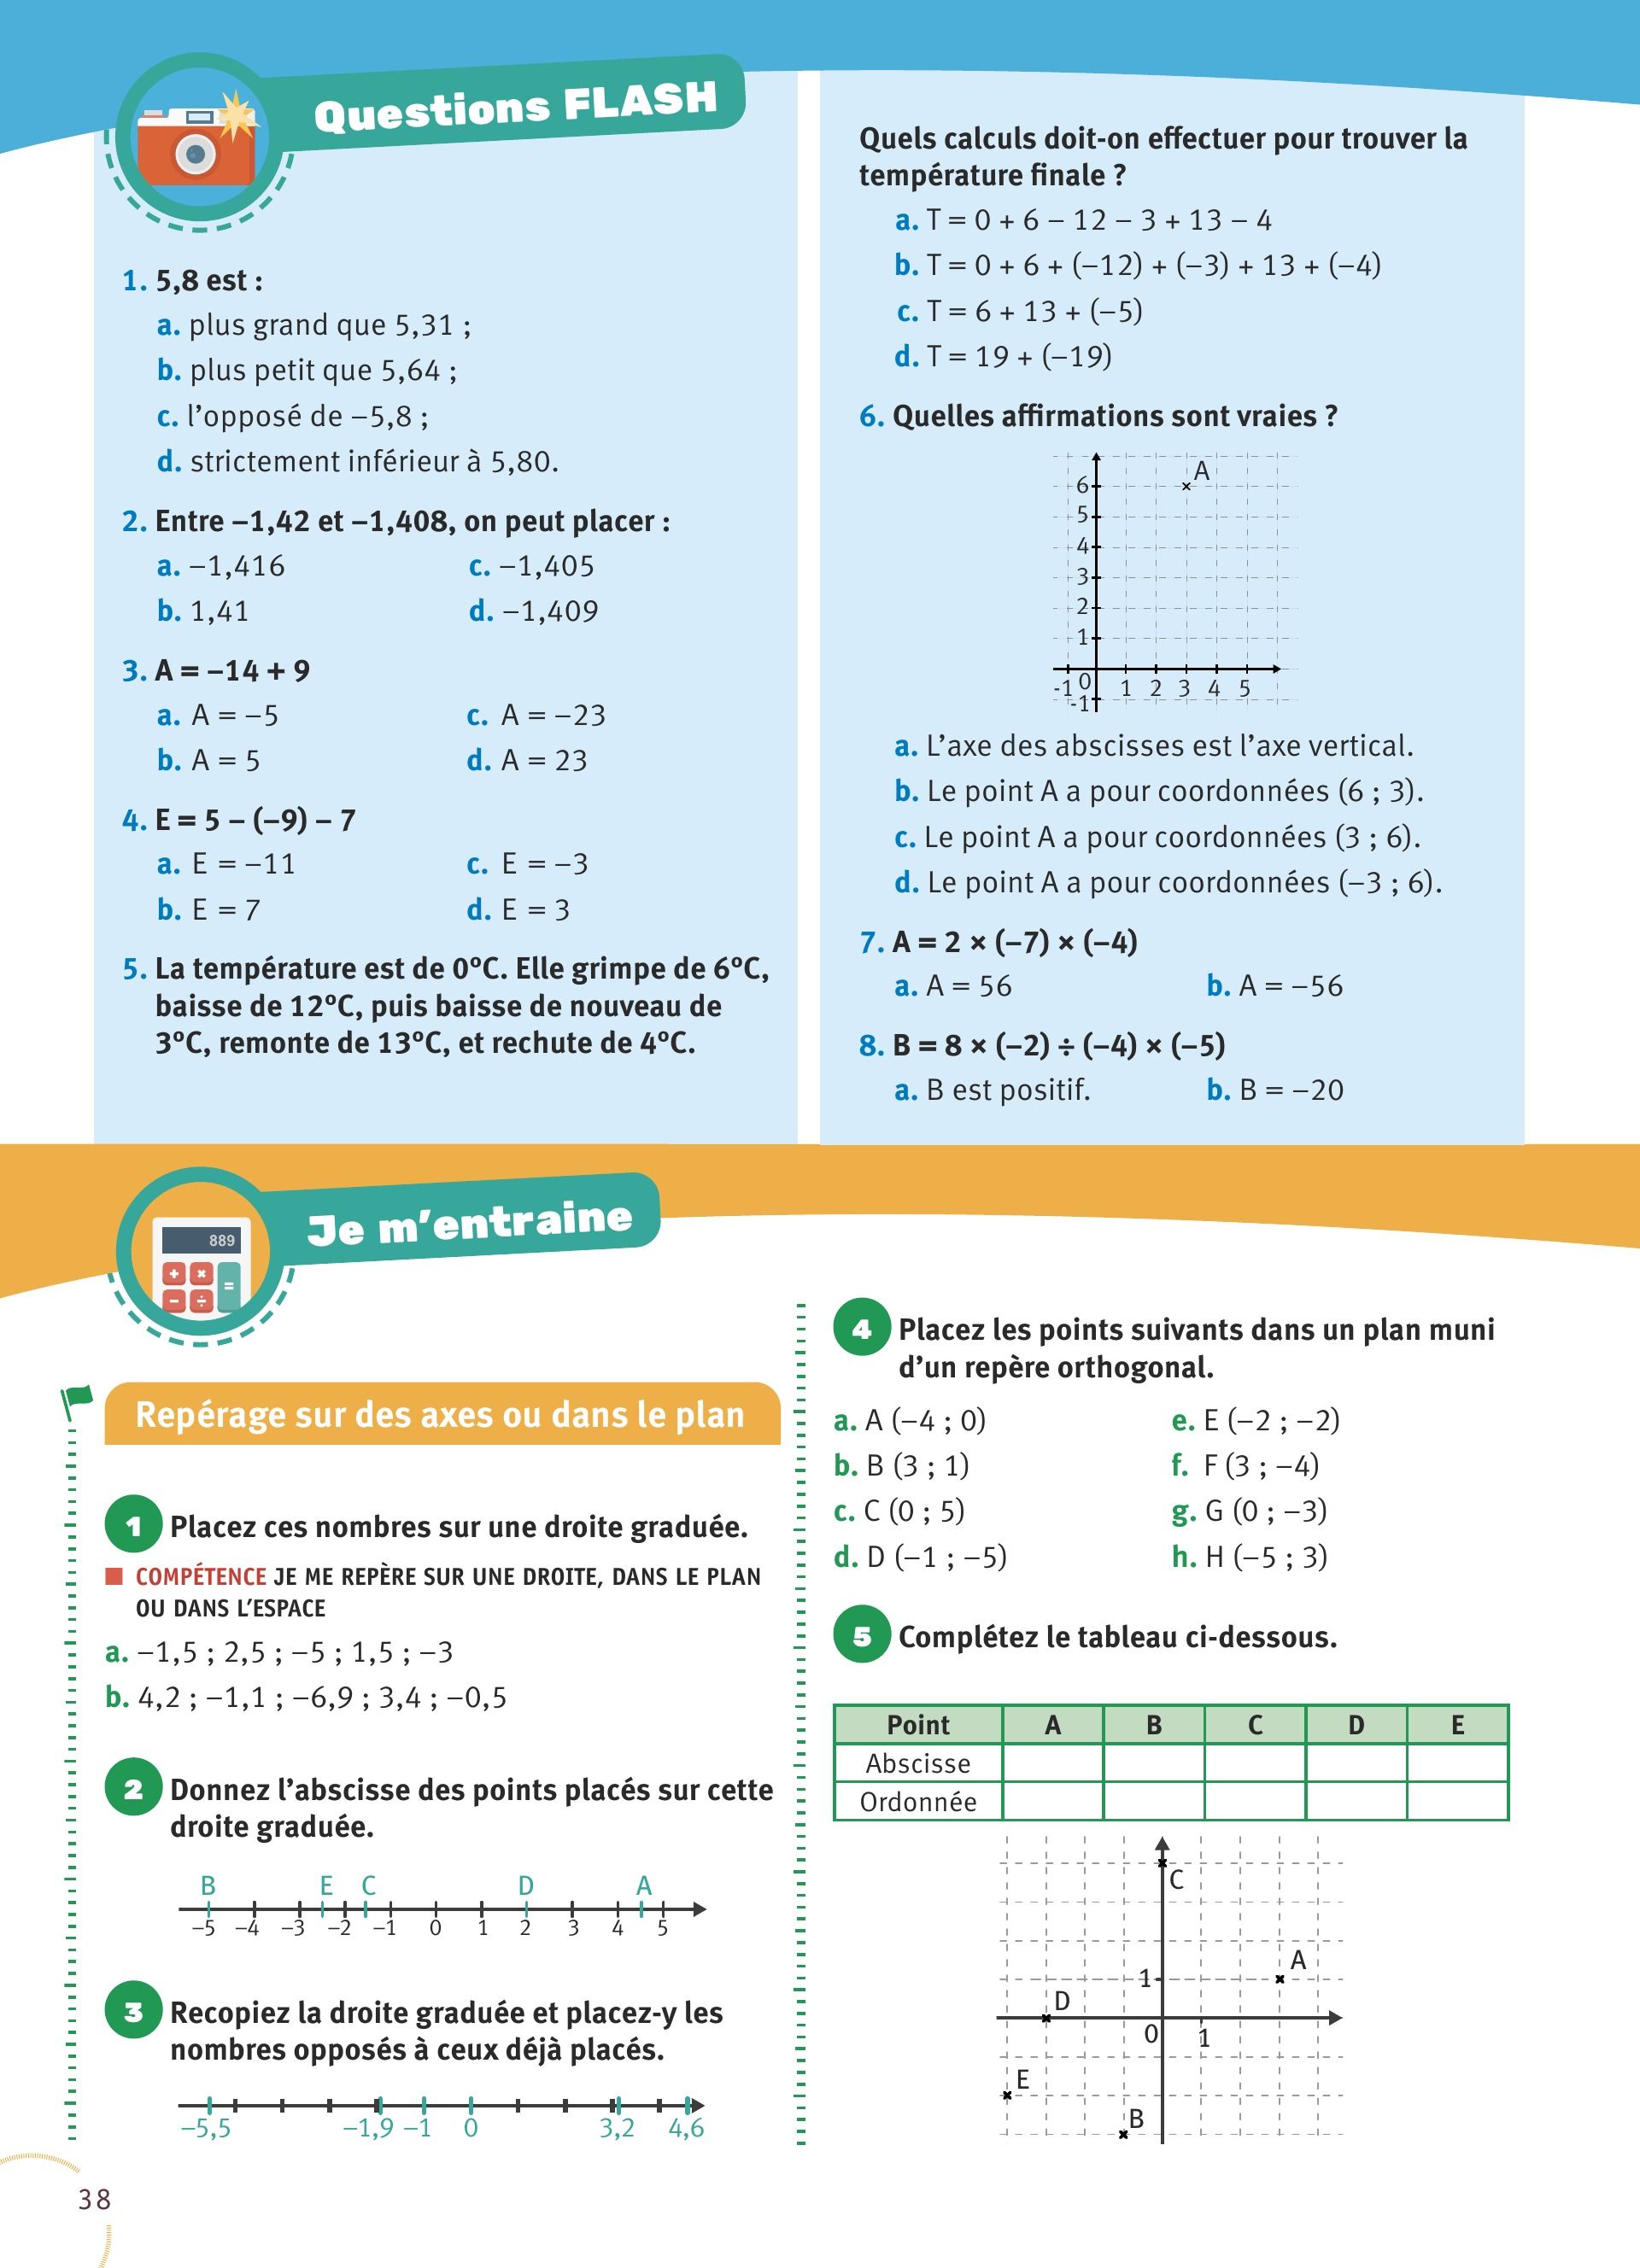 Questions FLASH
1. 5,8 est :
a. plus grand que 5,31 ;
b. plus petit que 5,64 ;
c. l’opposé de –5,8 ;
d. strictement inférieur à 5,80.
2. Entre –1,42 et –1,408, on peut placer :
a. –1,416 c. –1,405
b. 1,41 d. –1,409
3. A = –14 + 9
a. A = –5 c. A = –23
b. A = 5 d. A = 23
4. E = 5 – (–9) – 7
a. E = –11 c. E = –3
b. E = 7 d. E = 3
5. La température est de 0°C. Elle grimpe de 6°C,
baisse de 12°C, puis baisse de nouveau de
3°C, remonte de 13°C, et rechute de 4°C.
Quels calculs doit-on effectuer pour trouver la
température finale ?
a. T = 0 + 6 – 12 – 3 + 13 – 4
b. T = 0 + 6 + (–12) + (–3) + 13 + (–4)
c. T = 6 + 13 + (–5)
d. T = 19 + (–19)
6. Quelles affirmations sont vraies ?
A
6
5
4
3
2
1
-1 0 1 2 3 4 5
-1
a. L’axe des abscisses est l’axe vertical.
b. Le point A a pour coordonnées (6 ; 3).
c. Le point A a pour coordonnées (3 ; 6).
d. Le point A a pour coordonnées (–3 ; 6).
7. A = 2 × (–7) × (–4)
a. A = 56 b. A = –56
8. B = 8 × (–2) ÷ (–4) × (–5)
a. B est positif. b. B = –20
889
+ × =
– ÷
Je m’entraine
Repérage sur des axes ou dans le plan
1 Placez ces nombres sur une droite graduée.
COMPÉTENCE JE ME REPÈRE SUR UNE DROITE, DANS LE PLAN
OU DANS L’ESPACE
a. –1,5 ; 2,5 ; –5 ; 1,5 ; –3
b. 4,2 ; –1,1 ; –6,9 ; 3,4 ; –0,5
2 Donnez l’abscisse des points placés sur cette
droite graduée.
B E C D A
–5 –4 –3 –2 –1 0 1 2 3 4 5
3 Recopiez la droite graduée et placez-y les
nombres opposés à ceux déjà placés.
–5,5 –1,9 –1 0 3,2 4,6
4 Placez les points suivants dans un plan muni
d’un repère orthogonal.
a. A (–4 ; 0) e. E (–2 ; –2)
b. B (3 ; 1) f. F (3 ; –4)
c. C (0 ; 5) g. G (0 ; –3)
d. D (–1 ; –5) h. H (–5 ; 3)
5 Complétez le tableau ci-dessous.
Point A B C D E
Abscisse
Ordonnée
C
A
1
D
0 1
E
B
38